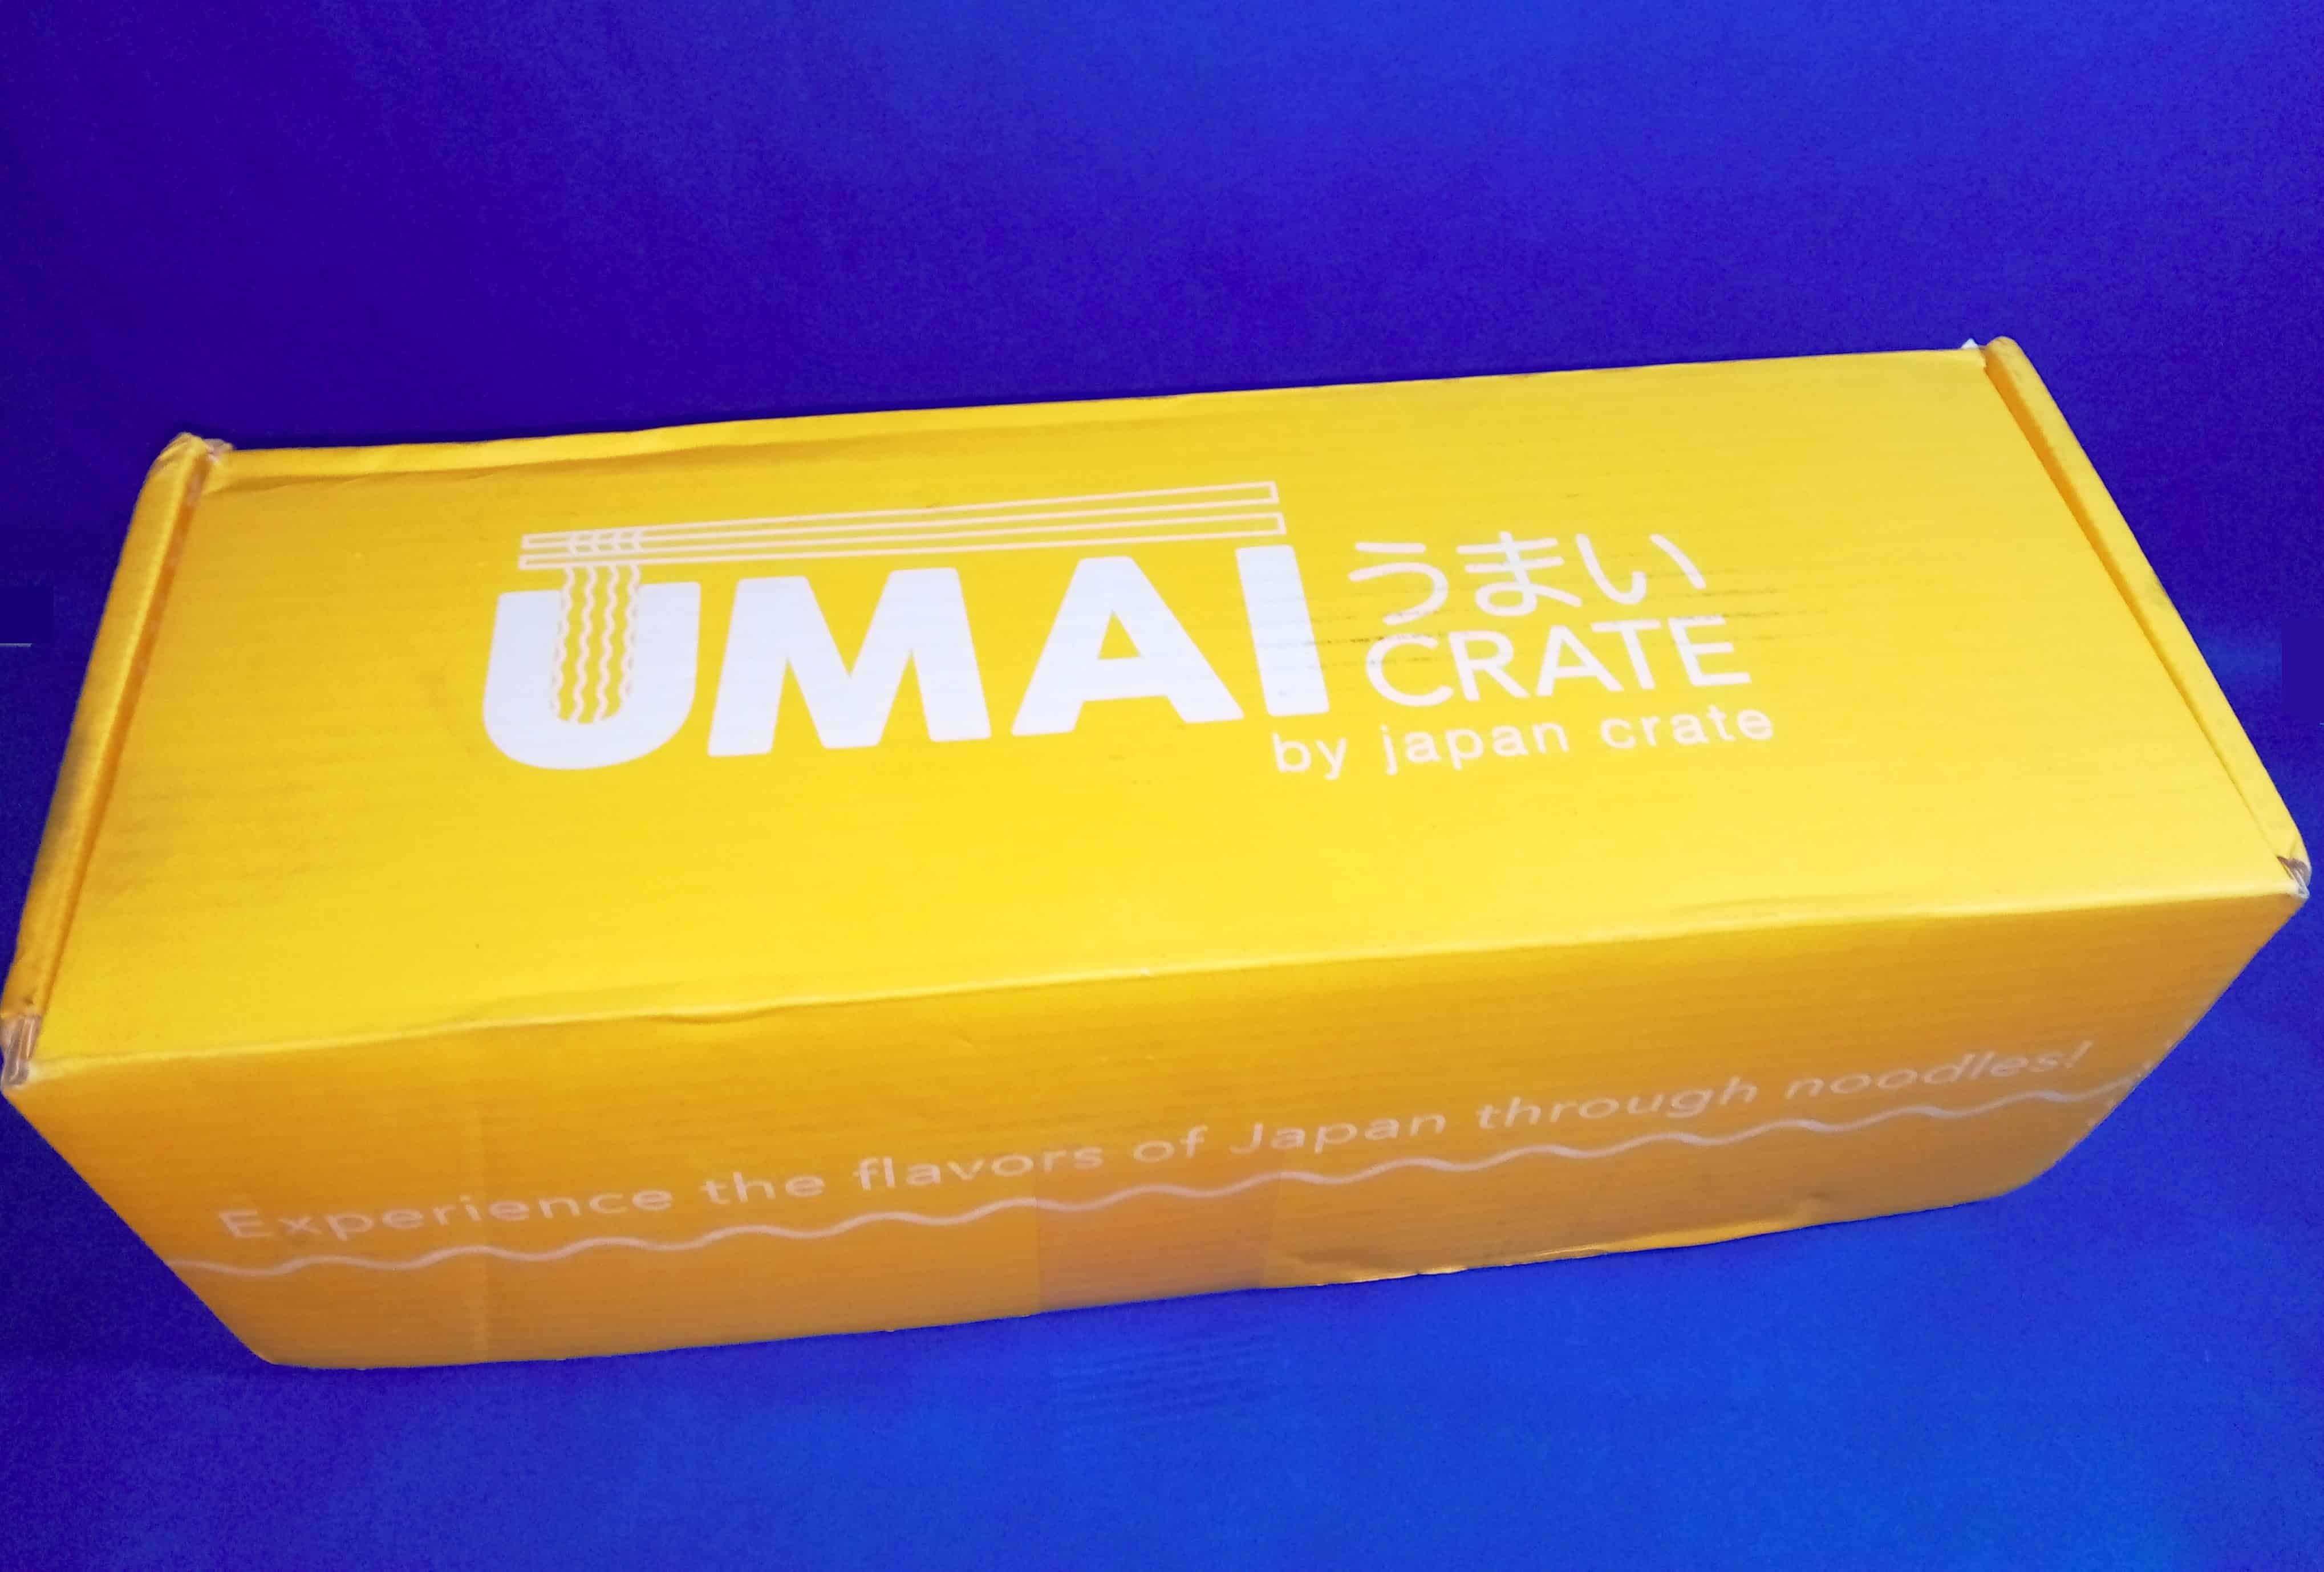 UMAI うまい
CRATE
by japan crate
Experience the flavors of Japan through noodles!